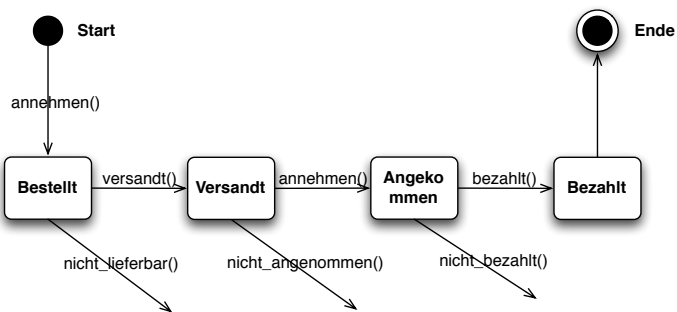 Start
Ende
annehmen()
Bestellt
versandt()
Versandt
annehmen()
Angeko
mmen
bezahlt()
Bezahlt
nicht_lieferbar()
nicht_angenommen()
nicht_bezahlt()